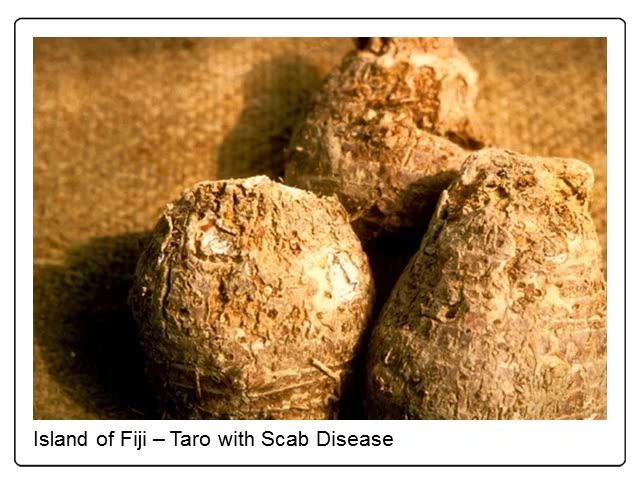 Island of Fiji – Taro with Scab Disease